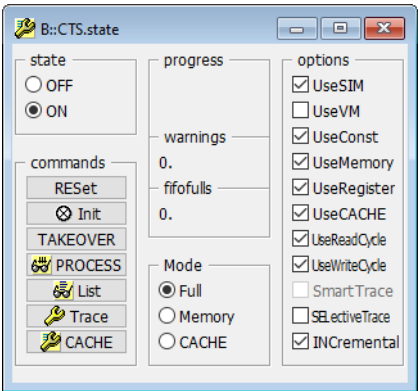 B::CTS.state
state
OFF
ON
commands
RESet
Init
TAKEOVER
PROCESS
List
Trace
CACHE
progress
warnings
0.
fifofulls
0.
Mode
Full
Memory
CACHE
options
UseSIM
UseVM
UseConst
UseMemory
UseRegister
UseCACHE
UseReadCycle
UseWriteCycle
SmartTrace
SELectiveTrace
INCremental